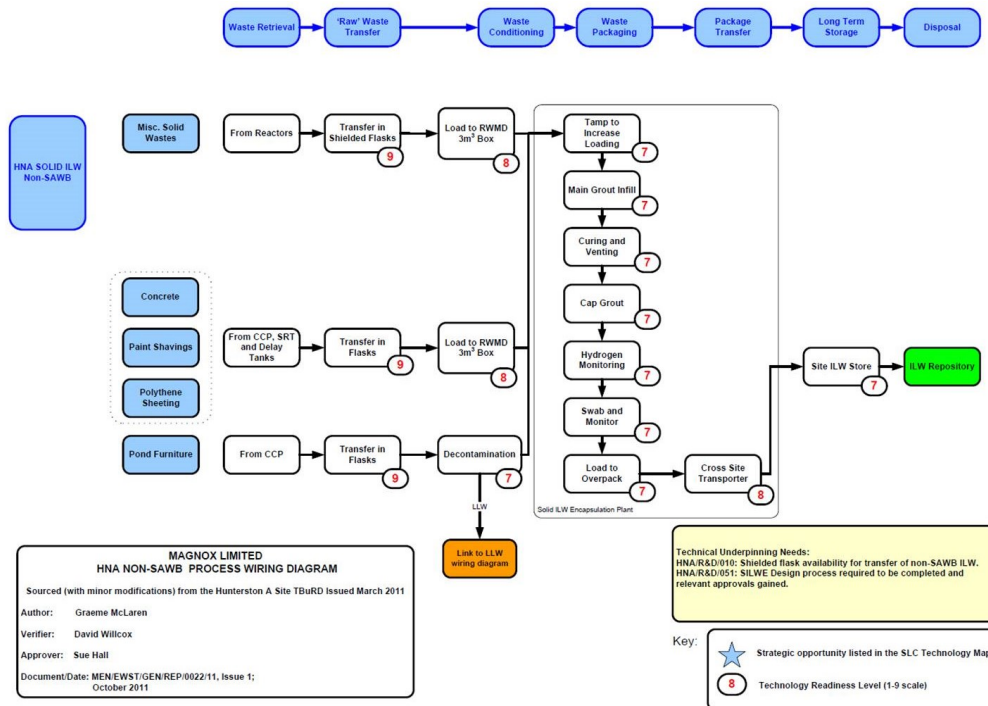 Waste Retrieval
‘Raw’ Waste
Transfer
Waste
Conditioning
Waste
Packaging
Package
Transfer
Long Term
Storage
Disposal
HNA SOLID ILW
Non-SAWB
Misc. Solid
Wastes
From Reactors
Transfer in
Shielded Flasks
9
Load to RWMD
3m³ Box
8
Tamp to
Increase
Loading
7
Main Grout Infill
7
Curing and
Venting
7
Cap Grout
7
Hydrogen
Monitoring
7
Swab and
Monitor
7
Load to
Overpack
7
Cross Site
Transporter
8
Solid ILW Encapsulation Plant
Site ILW Store
7
ILW Repository
Concrete
Paint Shavings
Polythene
Sheeting
From CCP, SRT
and Delay
Tanks
Transfer in
Flasks
9
Load to RWMD
3m³ Box
8
Pond Furniture
From CCP
Transfer in
Flasks
9
Decontamination
7
LLW
Link to LLW
wiring diagram
MAGNOX LIMITED
HNA NON-SAWB PROCESS WIRING DIAGRAM
Sourced (with minor modifications) from the Hunterston A Site TBuRD Issued March 2011
Author: Graeme McLaren
Verifier: David Willcox
Approver: Sue Hall
Document/Date: MEN/EWST/GEN/REP/0022/11, Issue 1;
October 2011
Technical Underpinning Needs:
HNA/R&D/010: Shielded flask availability for transfer of non-SAWB ILW.
HNA/R&D/051: SILWE Design process required to be completed and
relevant approvals gained.
Key:
Strategic opportunity listed in the SLC Technology Map
8
Technology Readiness Level (1-9 scale)